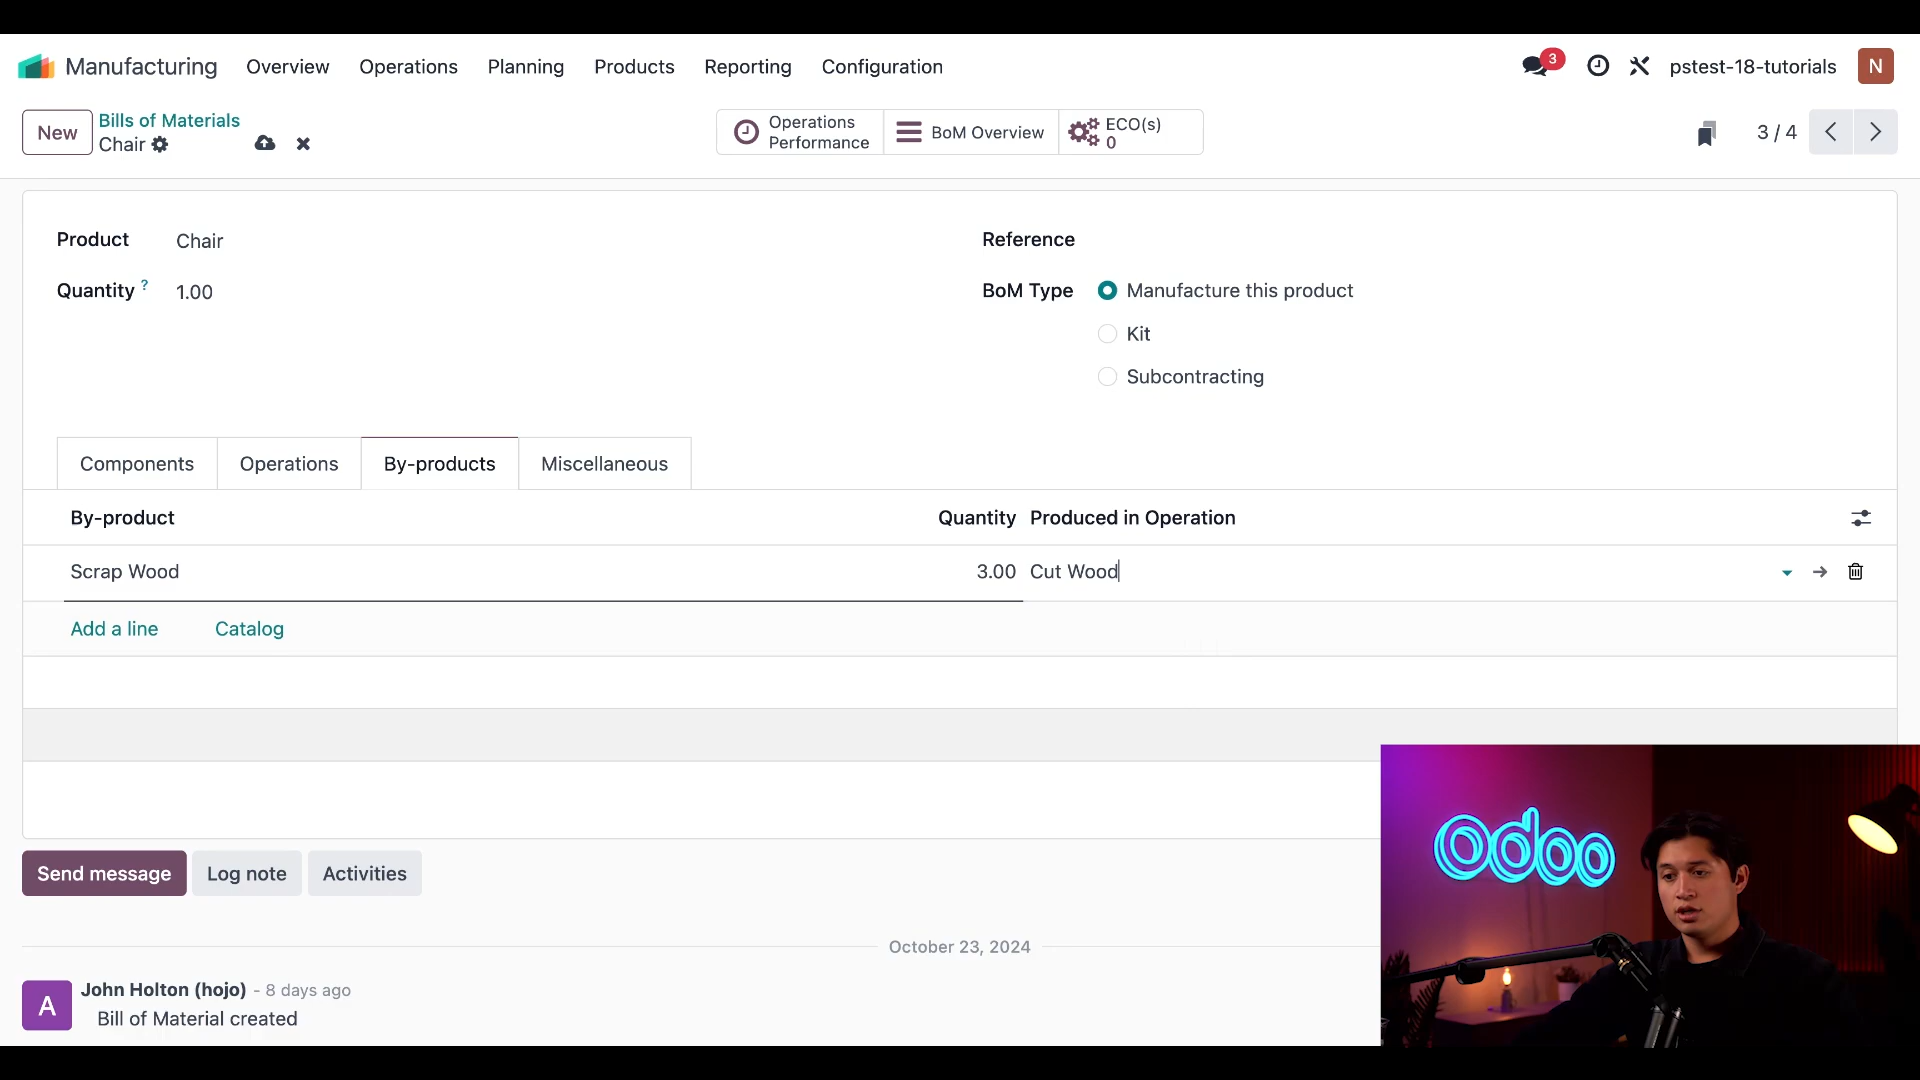 Manufacturing Overview Operations Planning Products Reporting Configuration 3 pstest-18-tutorials N
New Bills of Materials Operations Performance BoM Overview ECO(s) 0 3 / 4
Chair
Product Chair Reference
Quantity ? 1.00 BoM Type Manufacture this product
Kit
Subcontracting
Components Operations By-products Miscellaneous
By-product Quantity Produced in Operation
Scrap Wood 3.00 Cut Wood
Add a line Catalog
odoo
Send message Log note Activities
October 23, 2024
A John Holton (hojo) - 8 days ago
Bill of Material created